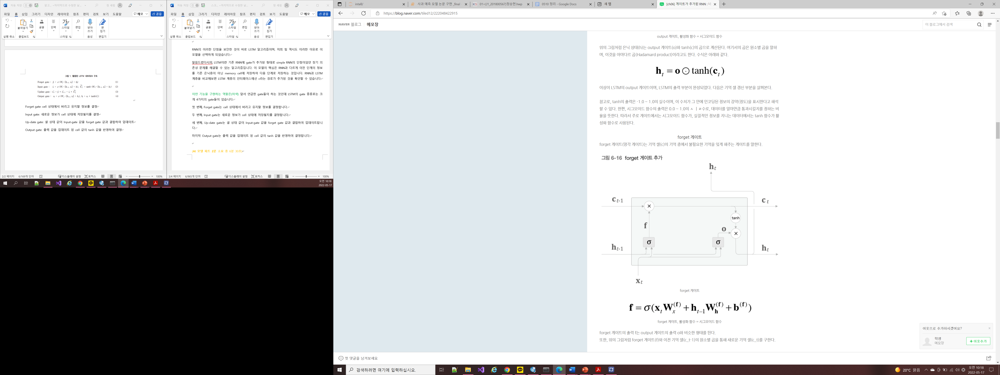 파일 홈 삽입 그리기 디자인 레이아웃 참조 편지 검토 보기 도움말 메모 공유
붙여넣기 글꼴 단락 스타일 편집 받아쓰기 편집기
실행 취소 클립보드 스타일 음성 편집기
그림 1. 활용된 LSTM 네트워크 구조
Forget gate : f_t = σ (W_f · [h_{t-1}, x_t] + b_f) (1)
Input gate : i_t = σ (W_i · [h_{t-1}, x_t] + b_i), C̃_t = tanh (W_C · [h_{t-1}, x_t] + b_C) (2)
Update gate : C_t = f_t * C_{t-1} + i_t * C̃_t (3)
Output gate : o_t = σ (W_o · [h_{t-1}, x_t] + b_o), h_t = o_t * tanh(C_t) (4)
Forget gate: cell 상태에서 버리고 유지할 정보를 결정
Input gate: 새로운 정보가 cell 상태에 저장될지를 결정
Up-date gate: 셀 상태 값이 Input-gate 값을 forget gate 값과 결합하여 업데이트
Output gate: 출력 값을 업데이트 된 cell 값의 tanh 값을 반영하여 결정
2/2 페이지 6/169개 단어 디스플레이 설정 포커스 100%
오전 10:18
2022-05-17
파일 홈 삽입 그리기 디자인 레이아웃 참조 편지 검토 보기 도움말 메모 공유
붙여넣기 글꼴 단락 스타일 편집 받아쓰기 편집기
실행 취소 클립보드 스타일 음성 편집기
RNN의 이러한 단점을 보안한 것이 바로 LSTM 알고리즘이며, 저희 팀 역시도 이러한 이유로 이
모델을 선택하게 되었습니다.
말씀드렸다시피, LSTM이란 기존 RNN에 gate가 추가된 형태로 simple RNN의 단점이었던 장기 의
존성 문제를 해결할 수 있는 알고리즘입니다. 이 모델의 핵심은 RNN과 다르게 이전 단계의 정보
를 기존 은닉층이 아닌 memory cell에 저장하여 다음 단계로 저장하는 것입니다. RNN과 LSTM
계층을 비교해보면 LSTM 계층의 인터페이스에선 c라는 경로가 추가된 것을 확인할 수 있습니다.
이런 기능을 구현하는 역할은(어색) 앞서 언급한 gate들이 하는 것인데 LSTM의 gate 종류로는 크
게 4가지의 gate들이 있습니다.
첫 번째, Forget gate는 cell 상태에서 버리고 유지할 정보를 결정합니다.
두 번째, Input gate는 새로운 정보가 cell 상태에 저장될지를 결정합니다.
세 번째, Up-date gate는 셀 상태 값이 Input-gate 값을 forget gate 값과 결합하여 업데이트합니
다.
마지막 Output gate는 출력 값을 업데이트 된 cell 값의 tanh 값을 반영하여 결정합니다.
(AI 모델 파트 2분 소요 총 6분 30초)
3/4 페이지 6/965개 단어 디스플레이 설정 포커스 100%
intell/
사과 예측 모델 논문 구현 _final
01=(J1_201800567)정승현.hwp
0510 정리 - Google Docs
새 탭
[ch06] 게이트가 추가된 RNN : 네
https://blog.naver.com/tiled12/222048422915
NAVER 블로그 메모장
이 블로그에서 검색
output 게이트, 활성화 함수 = 시그모이드 함수
위의 그림처럼 은닉 상태(h)는 output 게이트(o)와 tanh(c)의 곱으로 계산된다. 여기서의 곱은 원소별 곱을 말하
며, 이것을 아마다르 곱(Hadamard product)이라고도 한다. 수식은 아래와 같다.
h_t = o ⊙ tanh(c_t)
이상이 LSTM의 output 게이트이며, LSTM의 출력 부분이 완성되었다. 다음은 기억 셀 갱신 부분을 살펴본다.
참고로, tanh의 출력은 -1.0 ~ 1.0의 실수이며, 이 수치가 그 안에 인코딩된 정보의 강약(정도)을 표시한다고 해석
할 수 있다. 한편, 시그모이드 함수의 출력은 0.0 ~ 1.0의 ㅅ ㅣㄹ수로, 데이터를 얼마만큼 통과시킬지를 정하는 비
율을 뜻한다. 따라서 주로 게이트에서는 시그모이드 함수가, 실질적인 정보를 지니는 데이터에서는 tanh 함수가 활
성화 함수로 사용된다.
forget 게이트
forget 게이트(망각 게이트)는 기억 셀(c)의 기억 중에서 불필요한 기억을 잊게 해주는 게이트를 말한다.
그림 6-16 forget 게이트 추가
h_t
c_{t-1} × c_t
tanh
f o ×
σ σ
h_{t-1} h_t
x_t
forget 게이트
f = σ(x_t W_x^(f) + h_{t-1} W_h^(f) + b^(f))
forget 게이트, 활성화 함수 = 시그모이드 함수
forget 게이트의 출력 f는 output 게이트의 출력 o와 비슷한 형태를 띈다.
또한, 위의 그림처럼 forget 게이트(f)와 이전 기억 셀(c_t-1)의 원소별 곱을 통해 새로운 기억 셀(c_t)를 구한다.
이웃으로 추가하시겠어요?
학생
메모장
이웃추가
첫 댓글을 남겨보세요
검색하려면 여기에 입력하십시오.
20°C 맑음
오전 10:18
2022-05-17